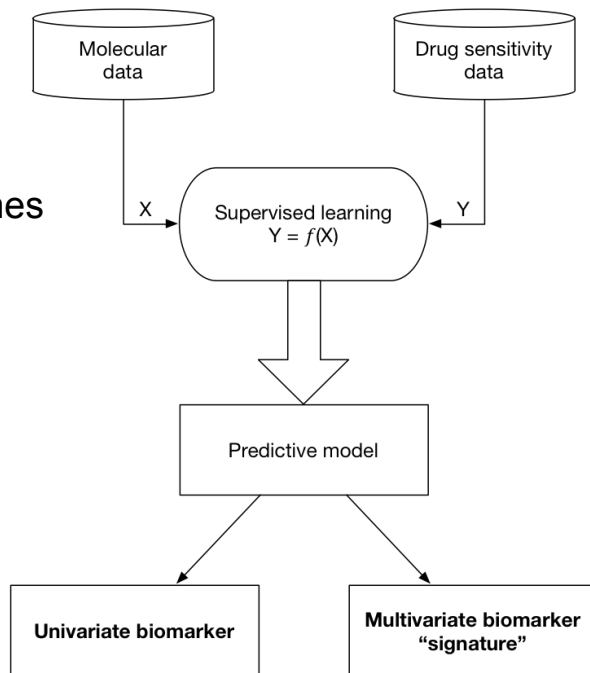 Molecular
data
Drug sensitivity
data
nes
X
Supervised learning
Y = f(X)
Y
Predictive model
Univariate biomarker
Multivariate biomarker
“signature”